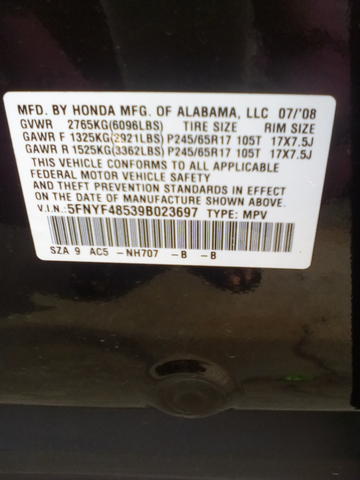 MFD. BY HONDA MFG. OF ALABAMA, LLC 07/'08
GVWR 2765KG(6096LBS) TIRE SIZE RIM SIZE
GAWR F 1325KG(2921LBS)P245/65R17 105T 17X7.5J
GAWR R 1525KG(3362LBS)P245/65R17 105T 17X7.5J
THIS VEHICLE CONFORMS TO ALL APPLICABLE
FEDERAL MOTOR VEHICLE SAFETY
STANDARDS IN EFFECT ON THE DATE OF
MANUFACTURE SHOWN ABOVE.
V.I.N.:5FNYF48539B023697 TYPE: MPV
SZA 9 AC5 -NH707 -B -B